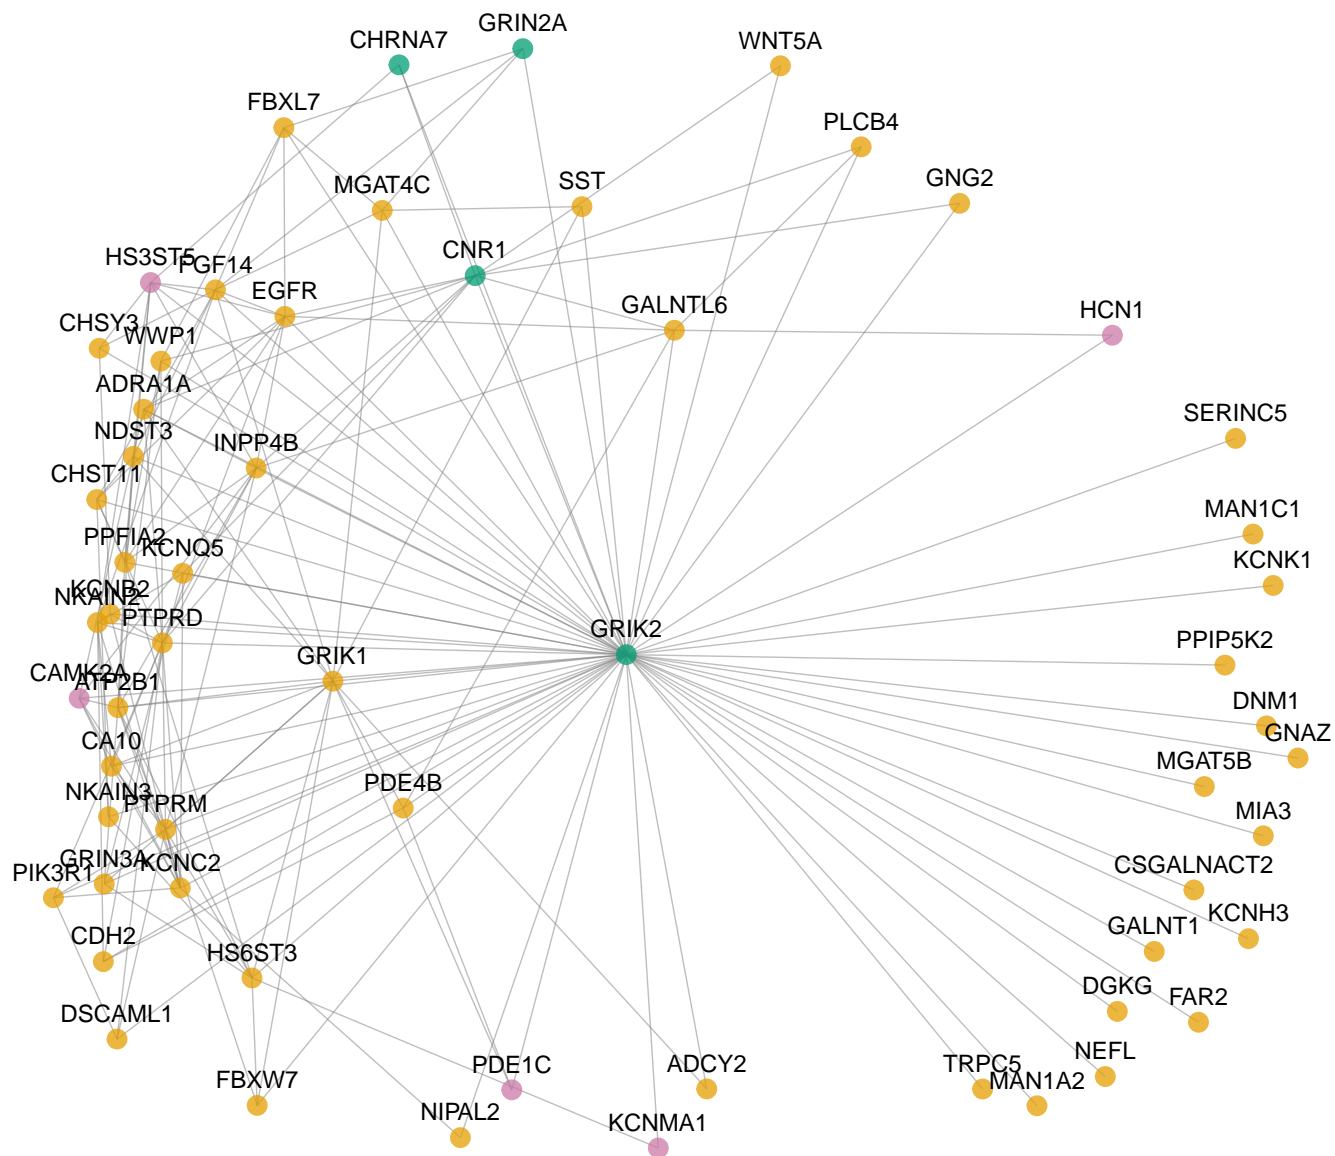 GRIN2A
CHRNA7
WNT5A
FBXL7
PLCB4
MGAT4C
SST
GNG2
CNR1
HS3ST5
FGF14
EGFR
GALNTL6
HCN1
CHSY3
WWP1
ADRA1A
SERINC5
NDST3
INPP4B
CHST11
MAN1C1
PPFIA2
KCNQ5
KCNK1
KCNB2
NKAIN2
PTPRD
GRIK2
GRIK1
PPIP5K2
CAMK2A
ATP2B1
DNM1
GNAZ
CA10
MGAT5B
PDE4B
NKAIN3
PTPRM
MIA3
GRIN3A
KCNC2
PIK3R1
CSGALNACT2
KCNH3
GALNT1
CDH2
HS6ST3
DGKG
FAR2
DSCAML1
NEFL
PDE1C
ADCY2
TRPC5
FBXW7
MAN1A2
NIPAL2
KCNMA1